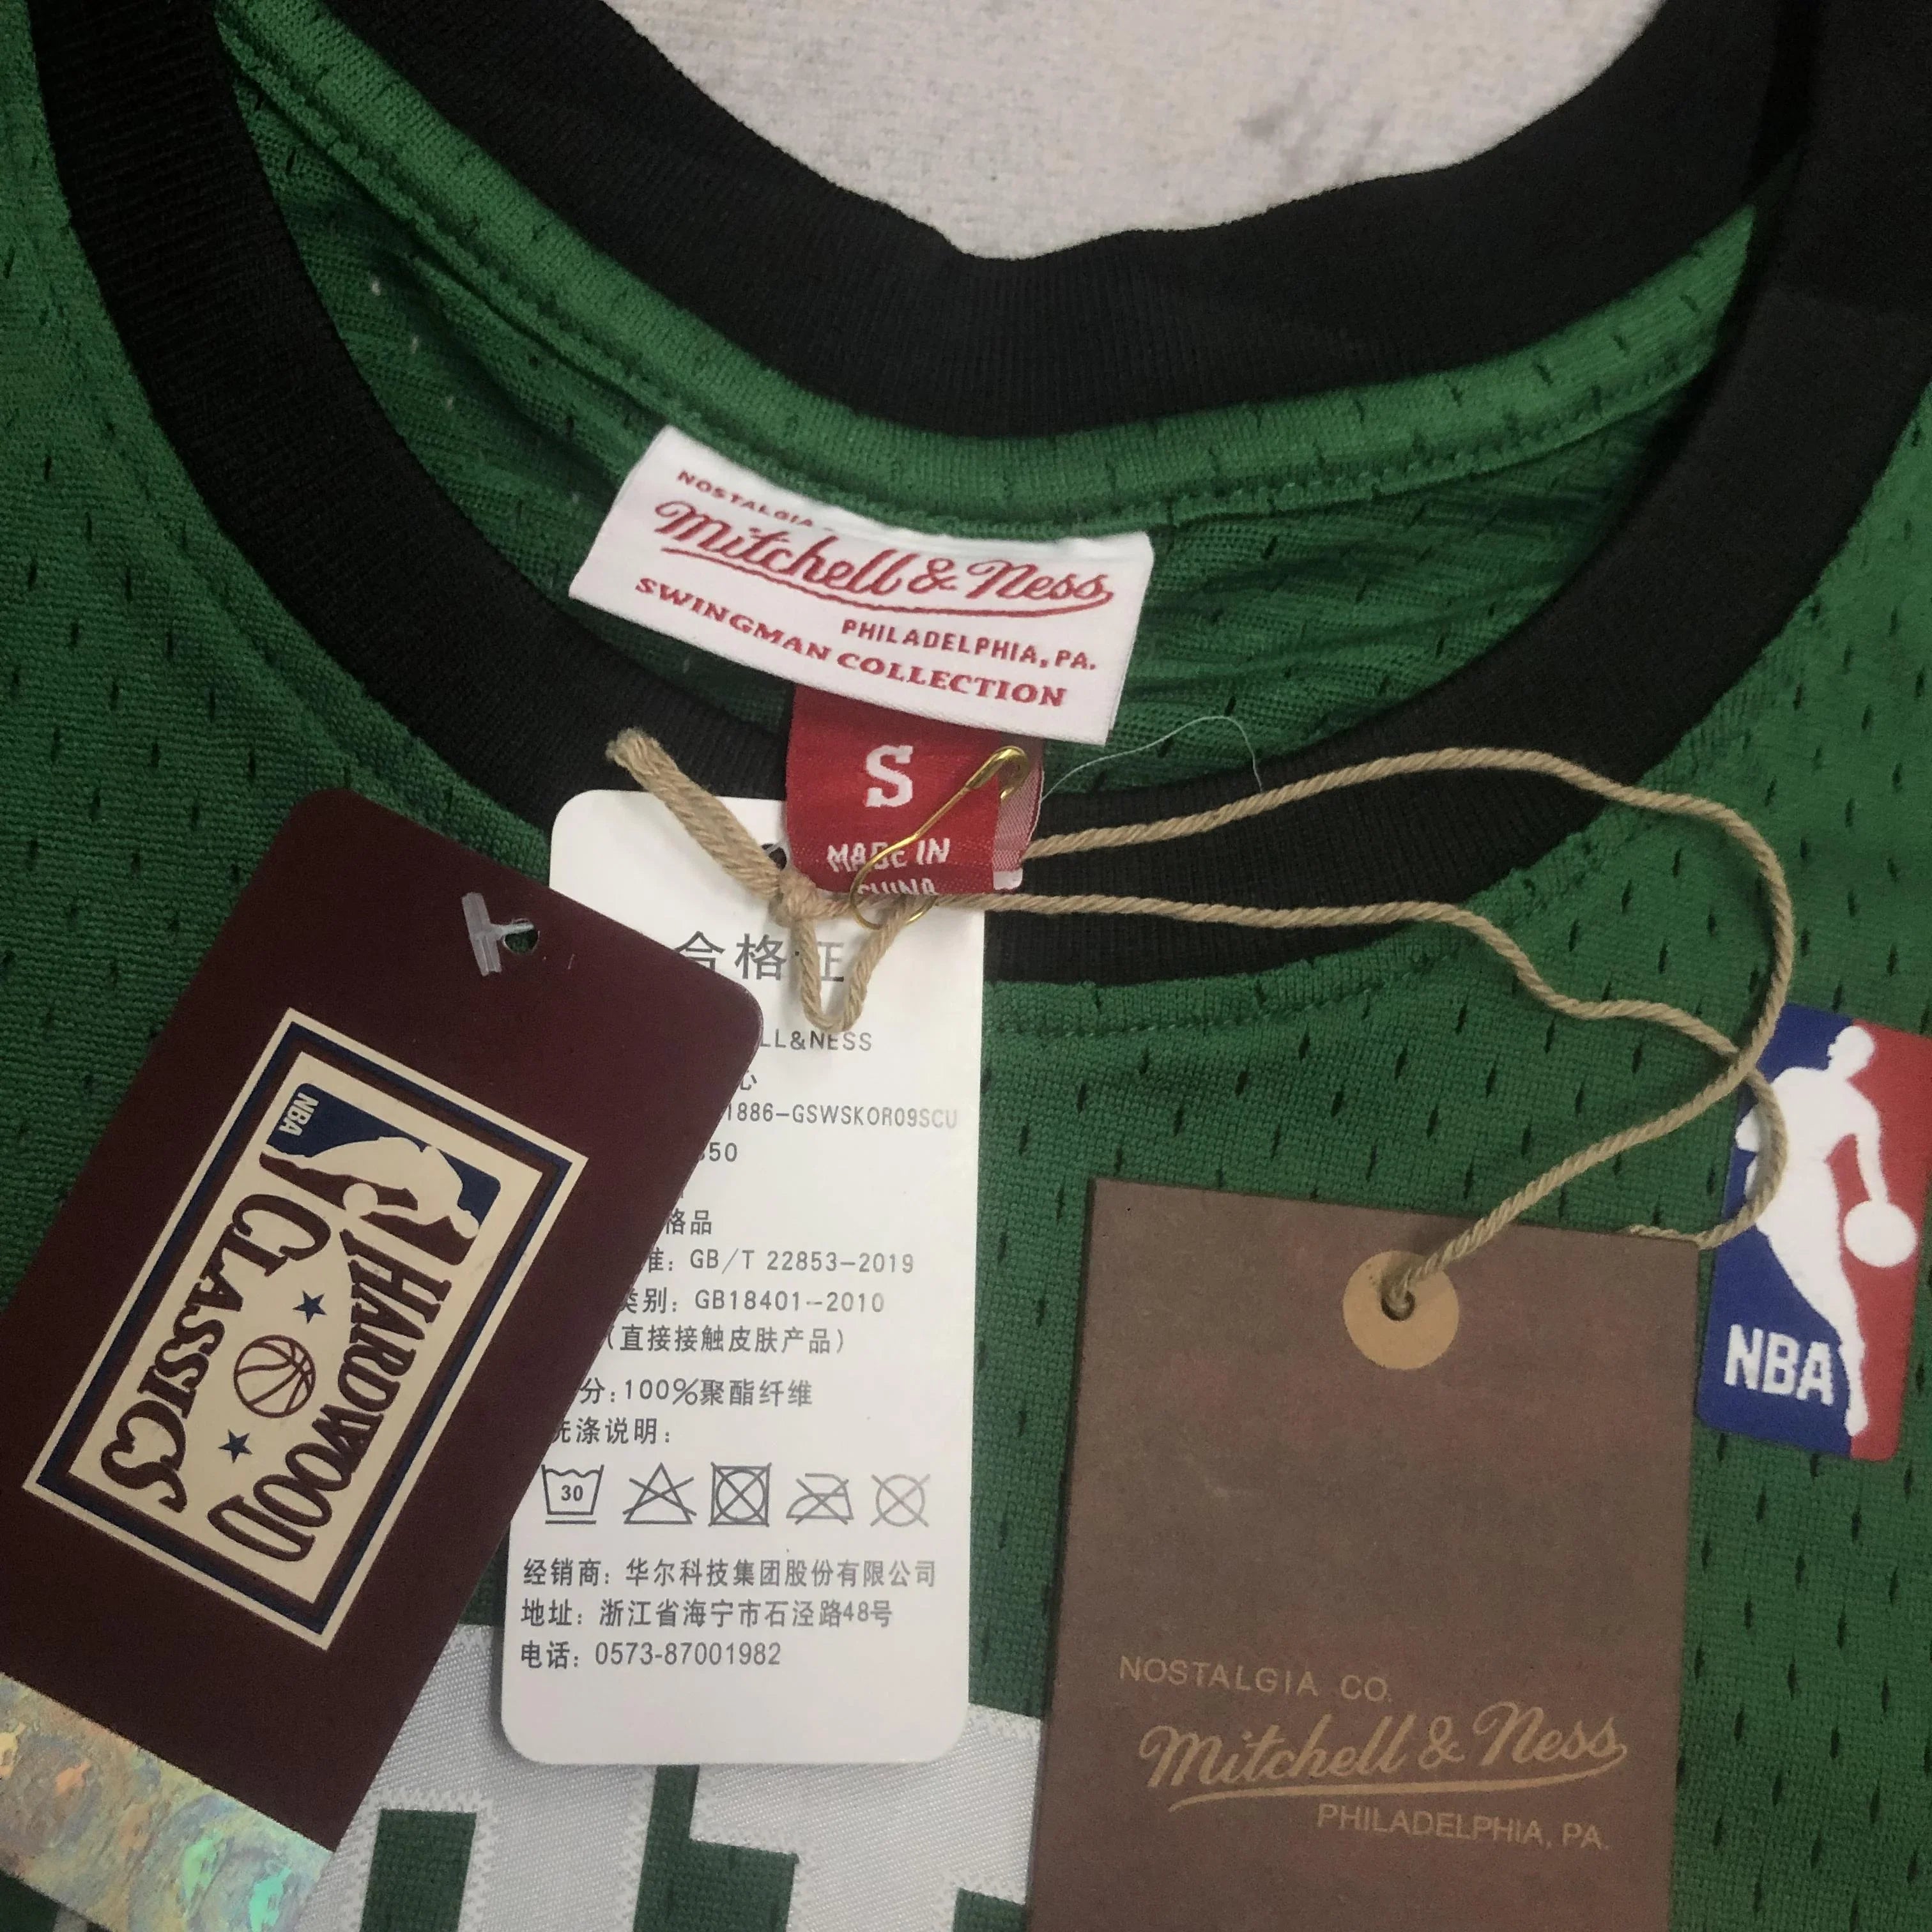 NOSTALGIA
Mitchell & Ness
PHILADELPHIA, PA.
SWINGMAN COLLECTION
S
MADE IN
CHINA
NBA
HARDWOOD
CLASSICS
合格证
LL&NESS
心
1886-GSWSKOR09SCU
350
格品
准: GB/T 22853-2019
类别: GB18401-2010
(直接接触皮肤产品)
分:100%聚酯纤维
洗涤说明:
30
经销商: 华尔科技集团股份有限公司
地址: 浙江省海宁市石泾路48号
电话: 0573-87001982
NBA
NOSTALGIA CO.
Mitchell & Ness
PHILADELPHIA, PA.